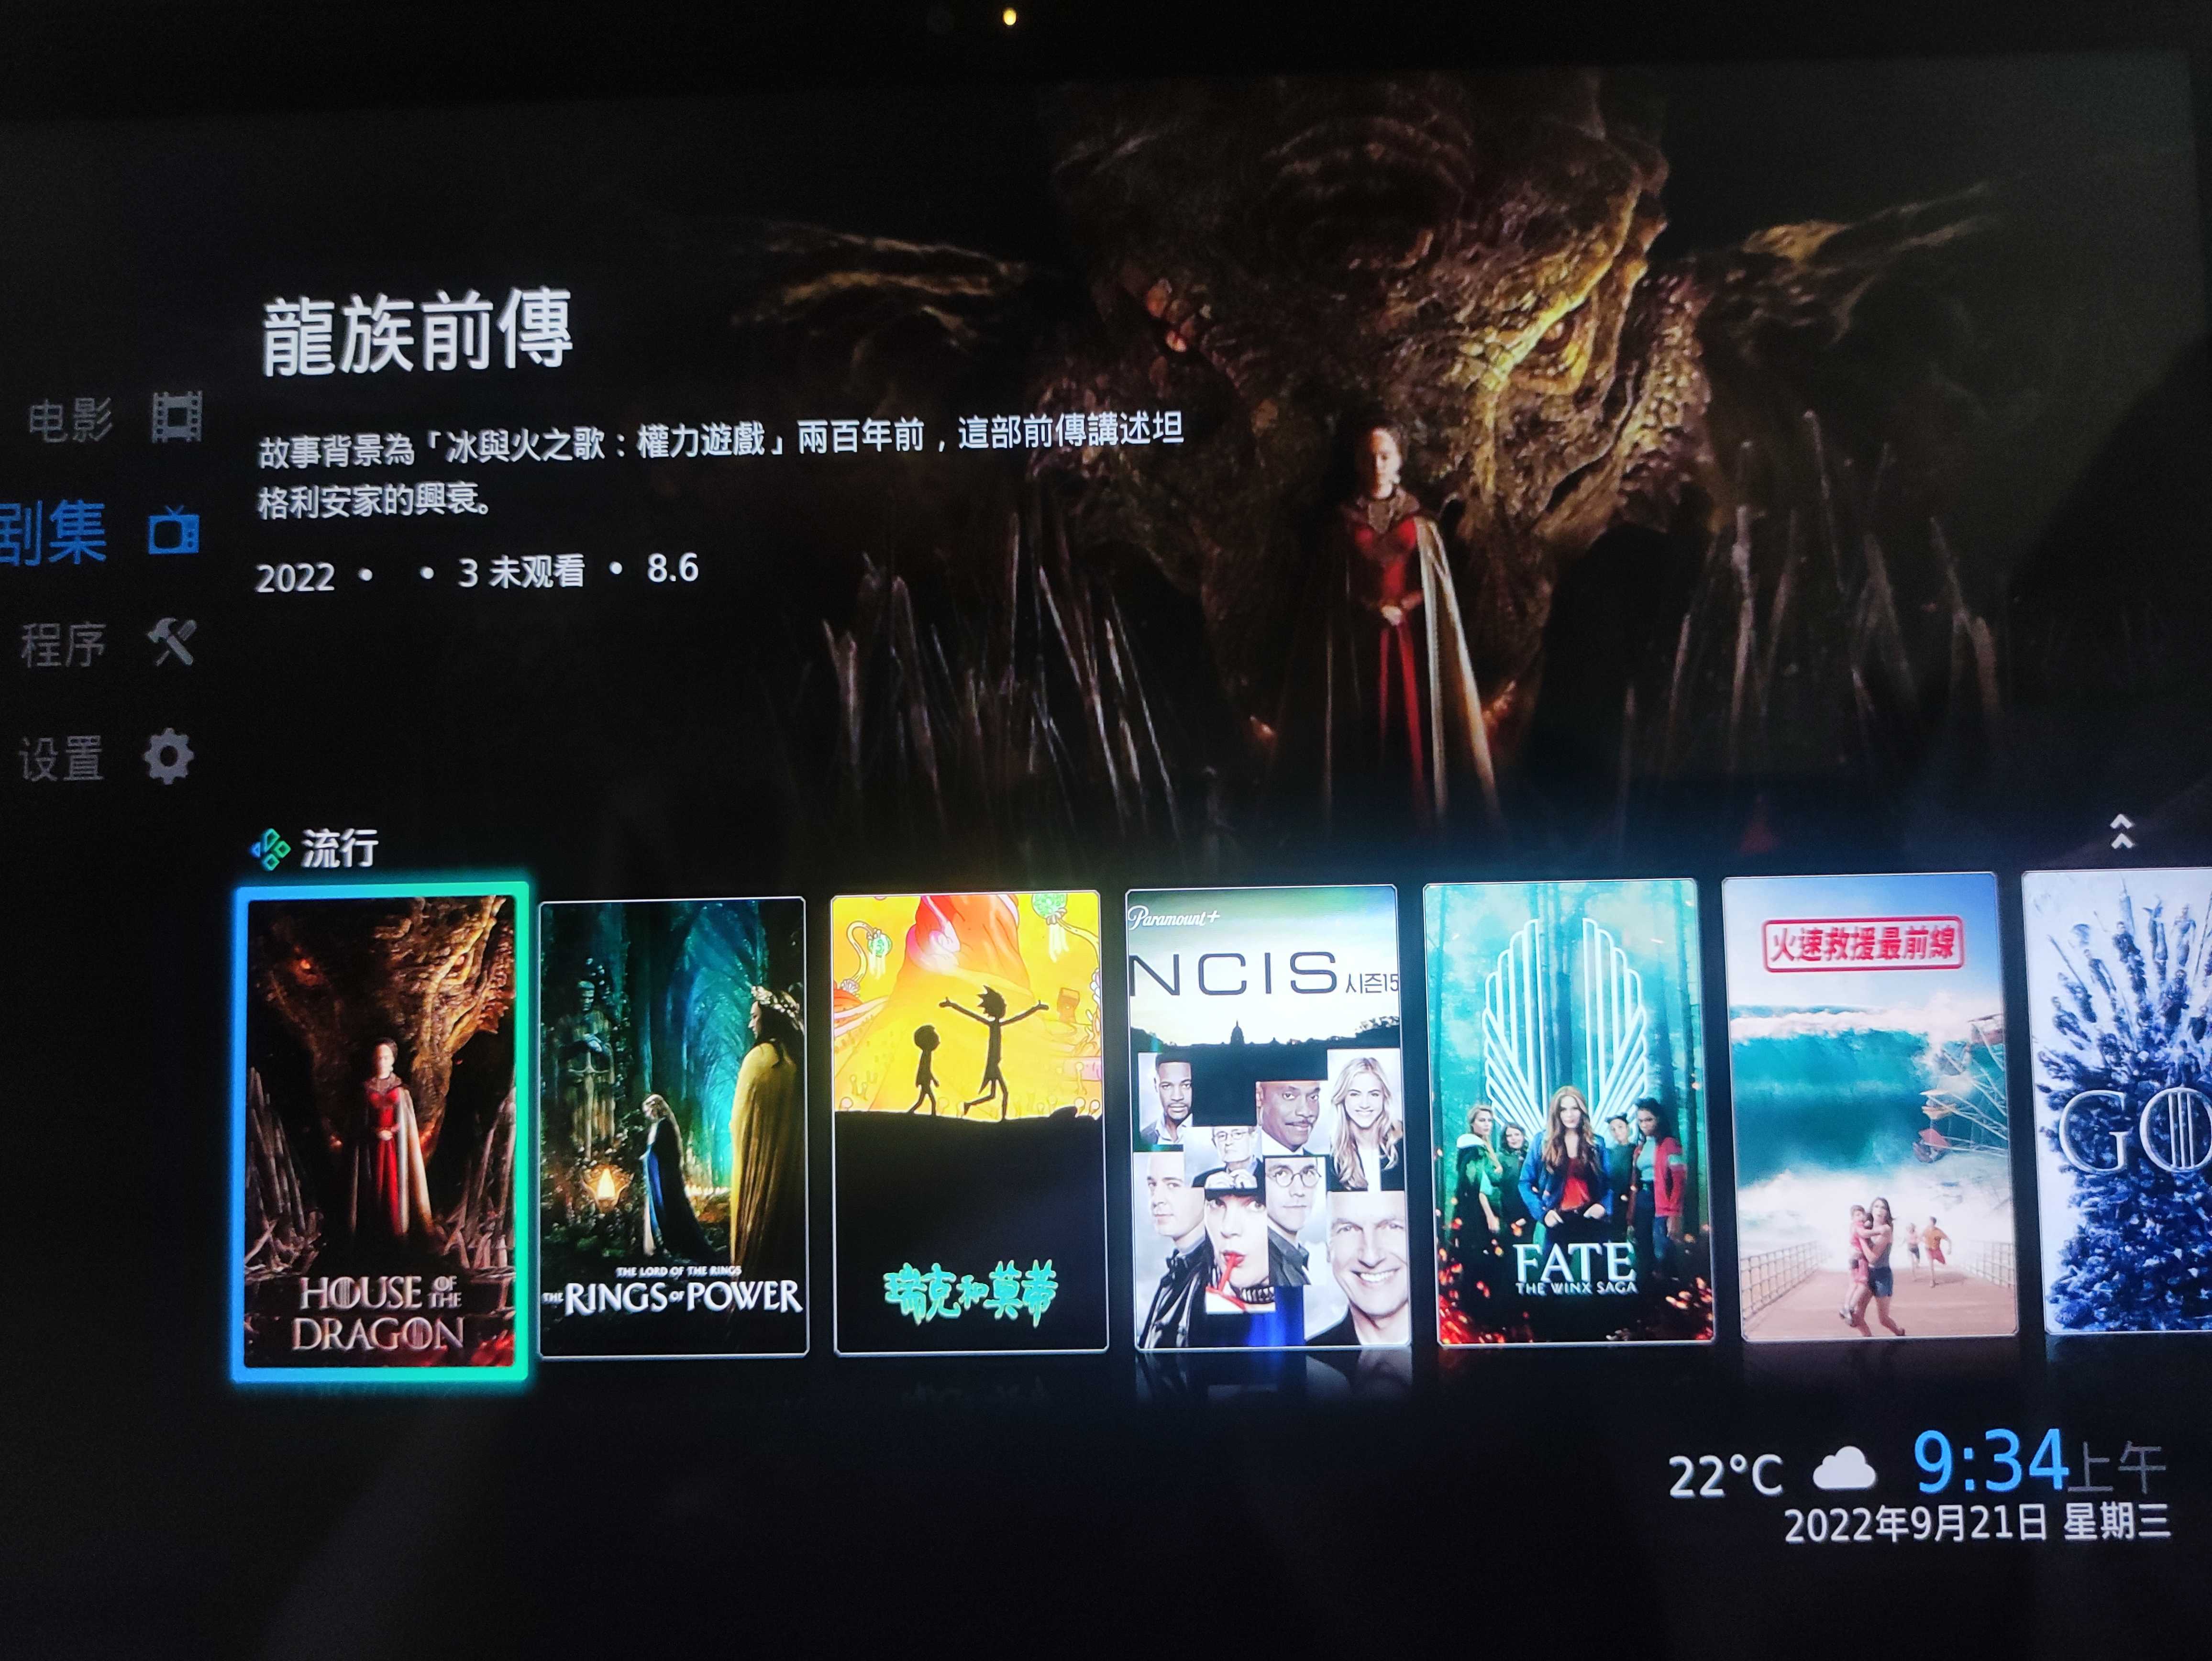 龍族前傳
故事背景為「冰與火之歌：權力遊戲」兩百年前，這部前傳講述坦
格利安家的興衰。
2022 • • 3 未观看 • 8.6
电影
剧集
程序
设置
流行
HOUSE OF THE
DRAGON
THE LORD OF THE RINGS
THE RINGS OF POWER
瑞克和莫蒂
Paramount+
NCIS 시즌15
FATE
THE WINX SAGA
火速救援最前線
GO
22°C 9:34上午
2022年9月21日 星期三